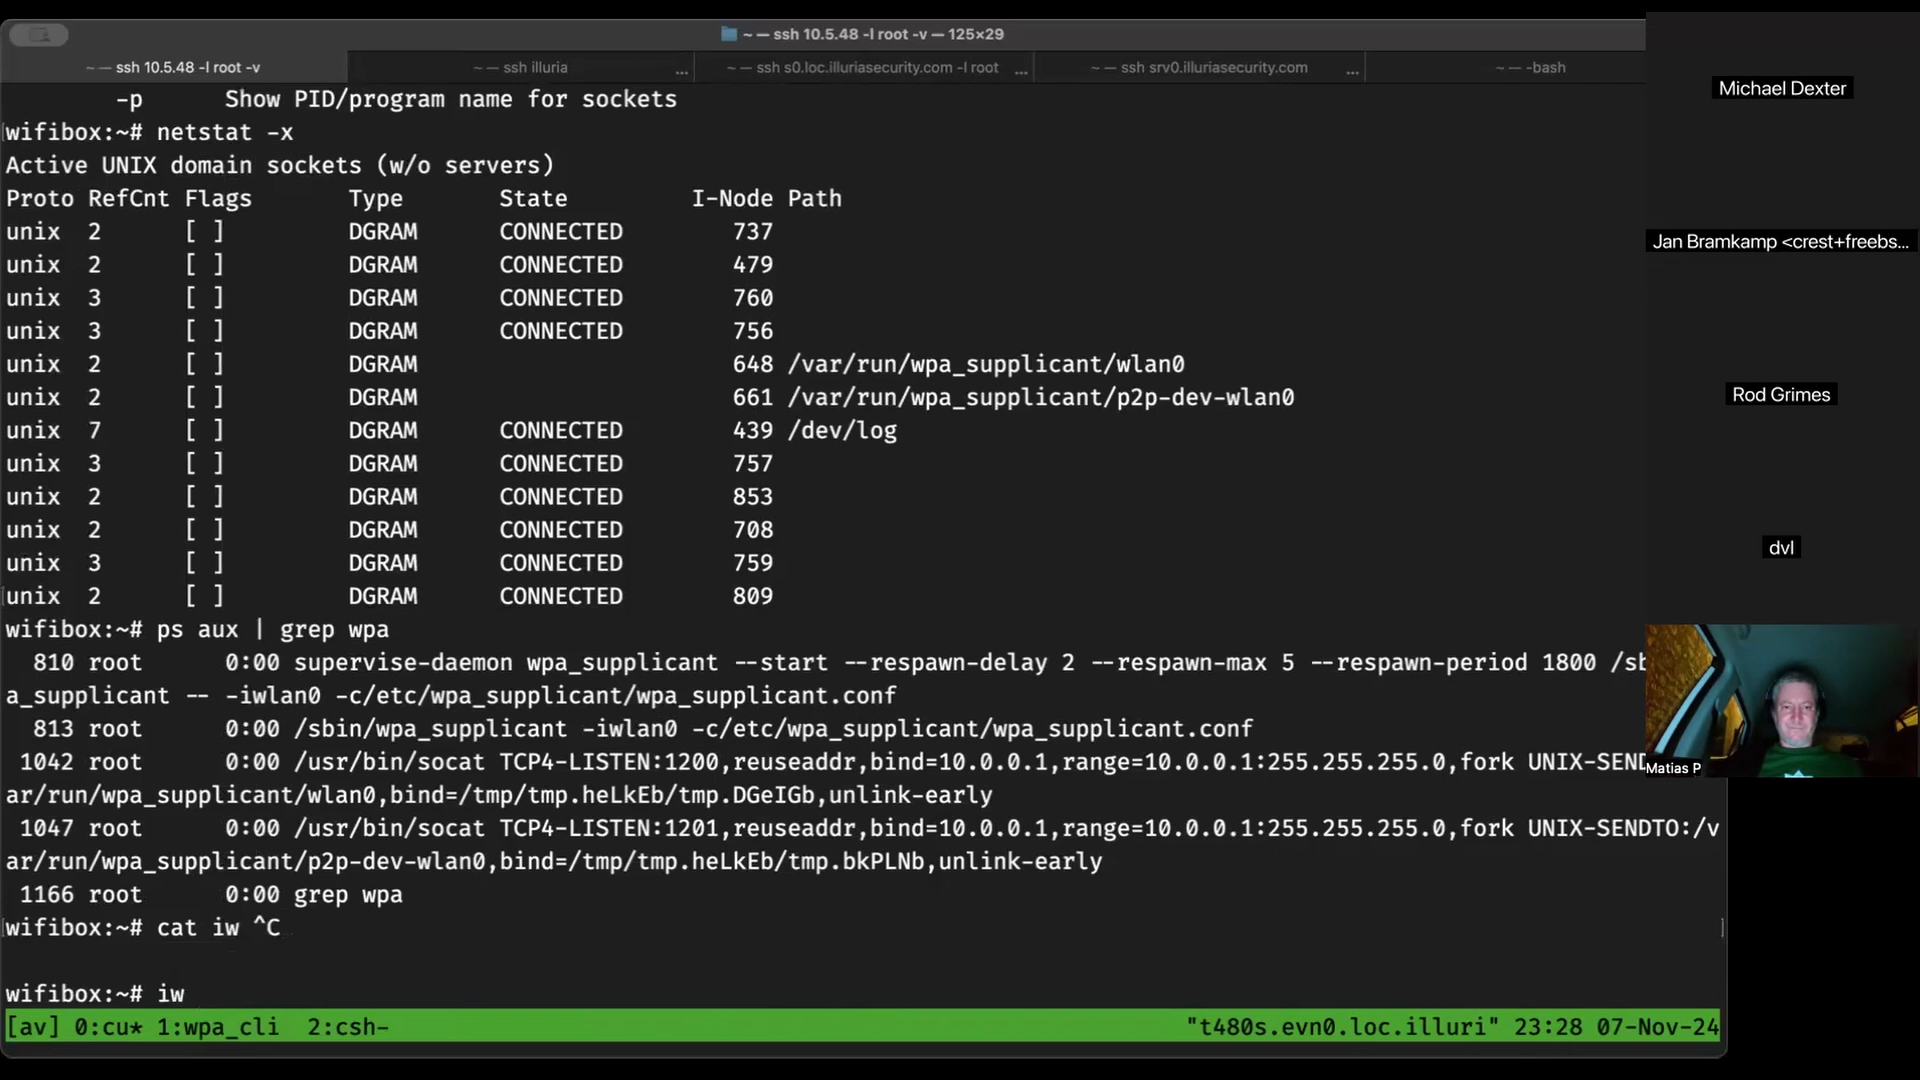 ~ — ssh 10.5.48 -l root -v — 125×29
~ — ssh 10.5.48 -l root -v
~ — ssh illuria ...
~ — ssh s0.loc.illuriasecurity.com -l root ...
~ — ssh srv0.illuriasecurity.com ...
~ — -bash
-p Show PID/program name for sockets
wifibox:~# netstat -x
Active UNIX domain sockets (w/o servers)
Proto RefCnt Flags Type State I-Node Path
unix 2 [ ] DGRAM CONNECTED 737
unix 2 [ ] DGRAM CONNECTED 479
unix 3 [ ] DGRAM CONNECTED 760
unix 3 [ ] DGRAM CONNECTED 756
unix 2 [ ] DGRAM 648 /var/run/wpa_supplicant/wlan0
unix 2 [ ] DGRAM 661 /var/run/wpa_supplicant/p2p-dev-wlan0
unix 7 [ ] DGRAM CONNECTED 439 /dev/log
unix 3 [ ] DGRAM CONNECTED 757
unix 2 [ ] DGRAM CONNECTED 853
unix 2 [ ] DGRAM CONNECTED 708
unix 3 [ ] DGRAM CONNECTED 759
unix 2 [ ] DGRAM CONNECTED 809
wifibox:~# ps aux | grep wpa
810 root 0:00 supervise-daemon wpa_supplicant --start --respawn-delay 2 --respawn-max 5 --respawn-period 1800 /sb
a_supplicant -- -iwlan0 -c/etc/wpa_supplicant/wpa_supplicant.conf
813 root 0:00 /sbin/wpa_supplicant -iwlan0 -c/etc/wpa_supplicant/wpa_supplicant.conf
1042 root 0:00 /usr/bin/socat TCP4-LISTEN:1200,reuseaddr,bind=10.0.0.1,range=10.0.0.1:255.255.255.0,fork UNIX-SEND
ar/run/wpa_supplicant/wlan0,bind=/tmp/tmp.heLkEb/tmp.DGeIGb,unlink-early
1047 root 0:00 /usr/bin/socat TCP4-LISTEN:1201,reuseaddr,bind=10.0.0.1,range=10.0.0.1:255.255.255.0,fork UNIX-SENDTO:/v
ar/run/wpa_supplicant/p2p-dev-wlan0,bind=/tmp/tmp.heLkEb/tmp.bkPLNb,unlink-early
1166 root 0:00 grep wpa
wifibox:~# cat iw ^C
wifibox:~# iw
[av] 0:cu* 1:wpa_cli 2:csh- "t480s.evn0.loc.illuri" 23:28 07-Nov-24
Michael Dexter
Jan Bramkamp <crest+freebs...
Rod Grimes
dvl
Matias P